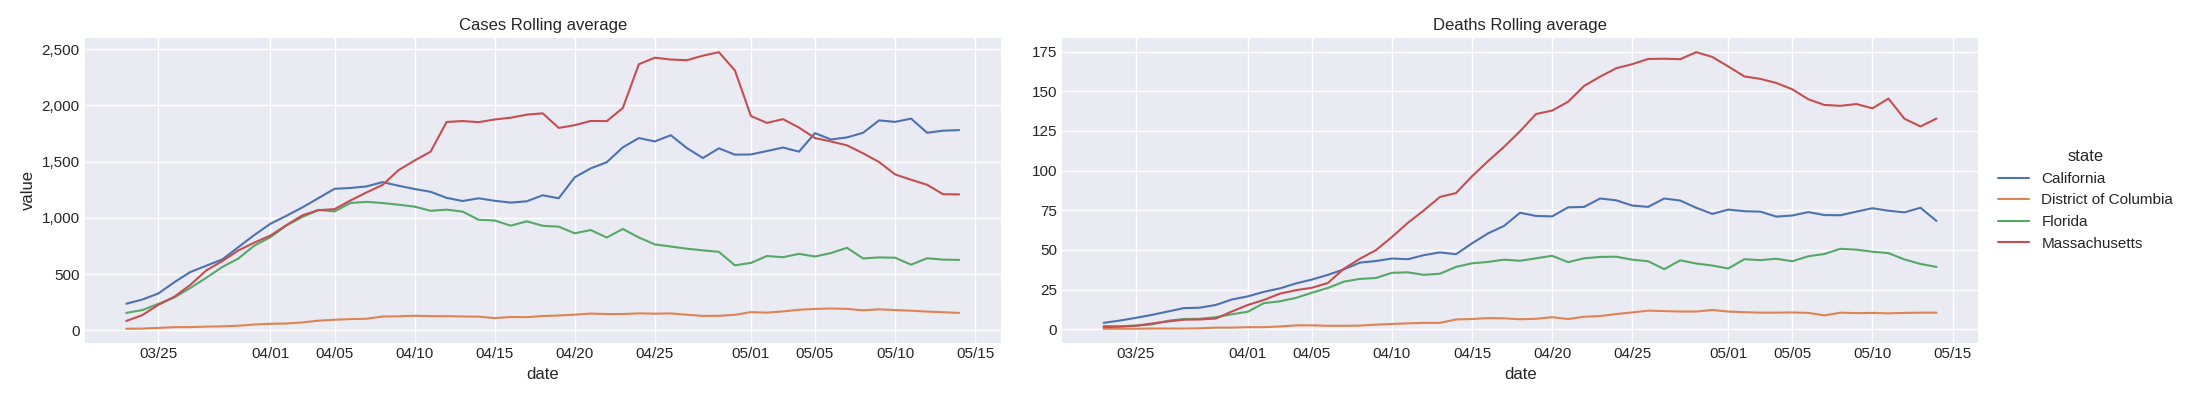 Cases Rolling average
value
2,500
2,000
1,500
1,000
500
0
03/25 04/01 04/05 04/10 04/15 04/20 04/25 05/01 05/05 05/10 05/15
date
Deaths Rolling average
175
150
125
100
75
50
25
0
03/25 04/01 04/05 04/10 04/15 04/20 04/25 05/01 05/05 05/10 05/15
date
state
California
District of Columbia
Florida
Massachusetts